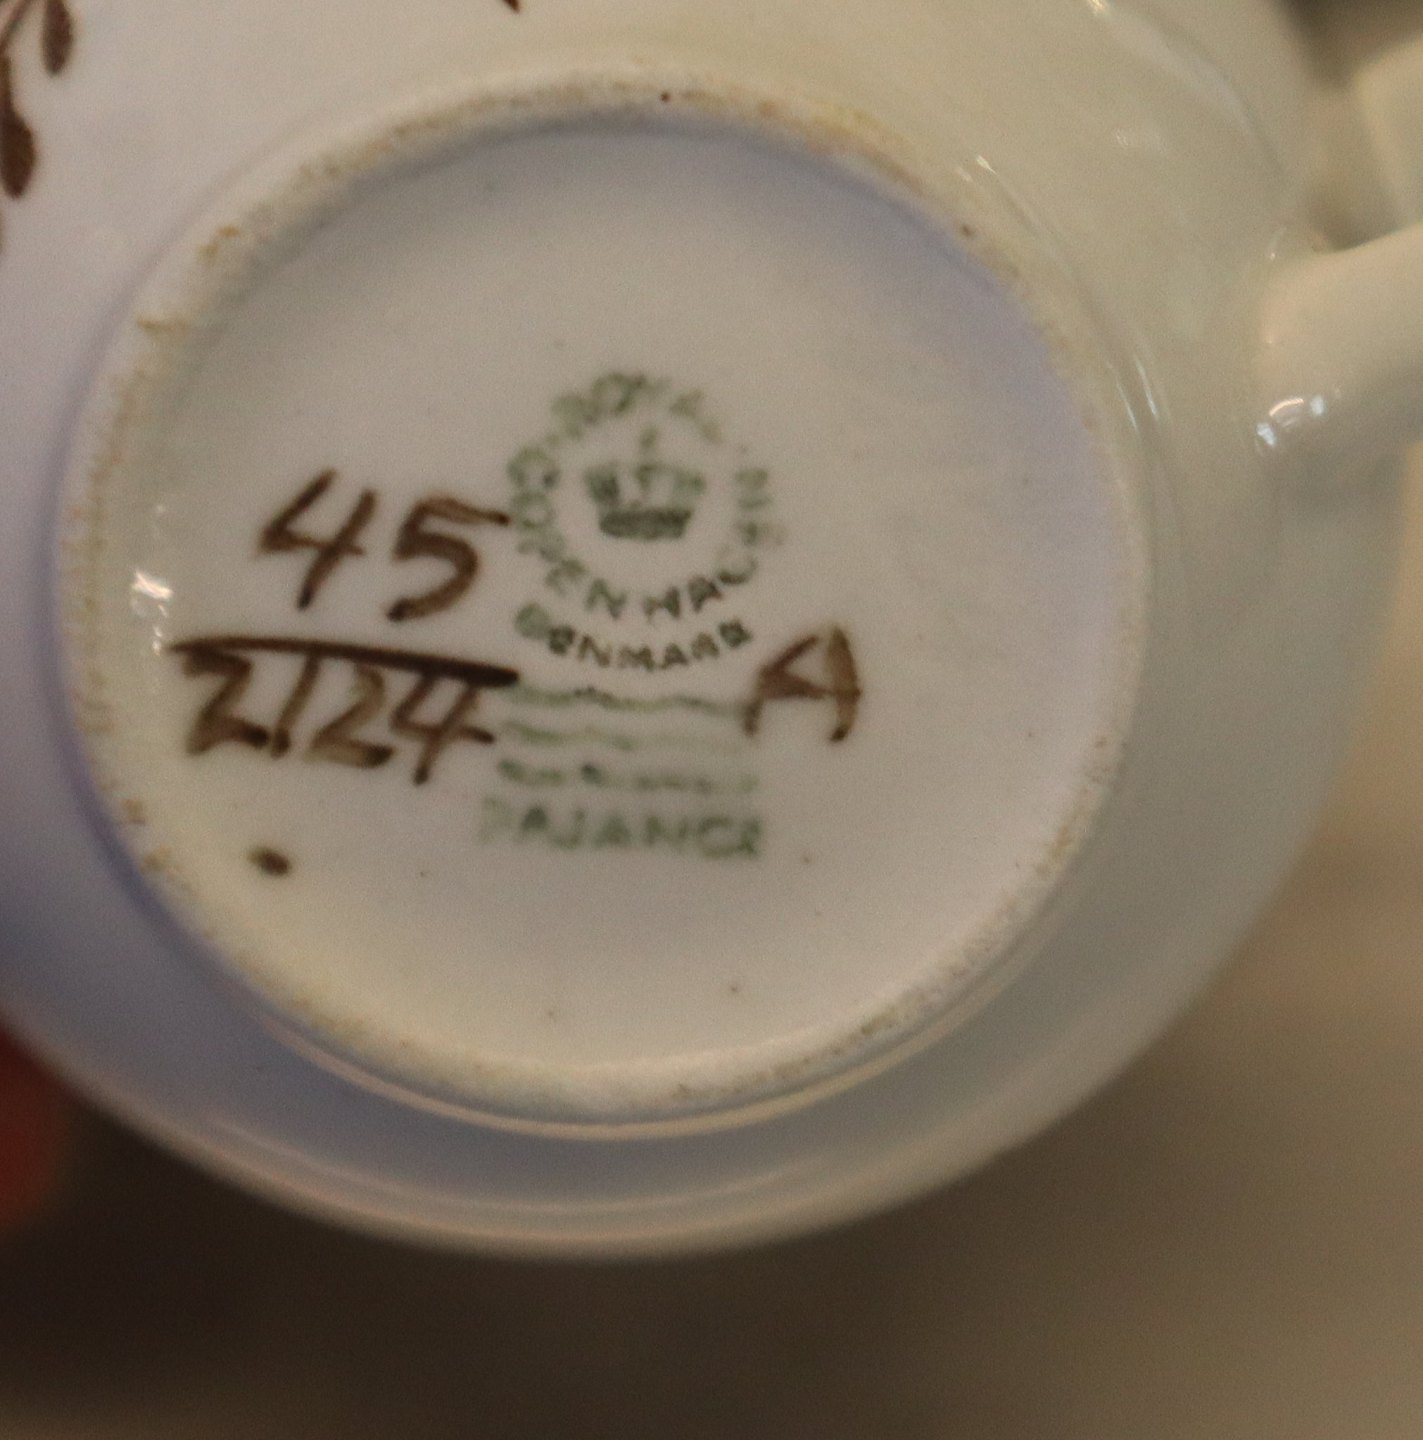 ROYAL COPENHAGEN
DENMARK
FAJANCE
45
2124
A